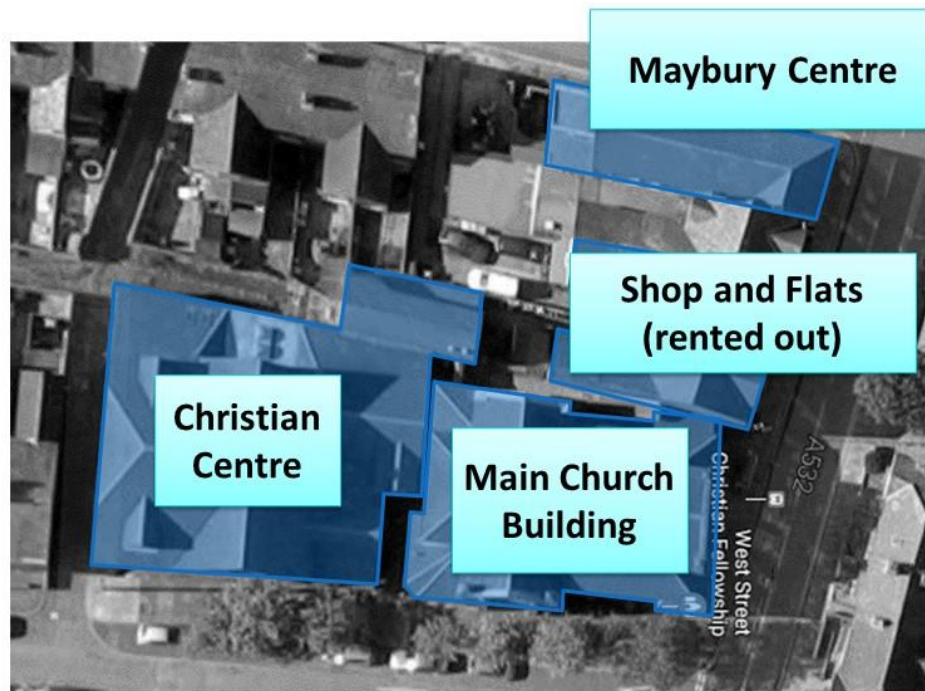 Maybury Centre
Shop and Flats
(rented out)
Christian
Centre
Main Church
Building
A532
West Street
Christian Fellowship